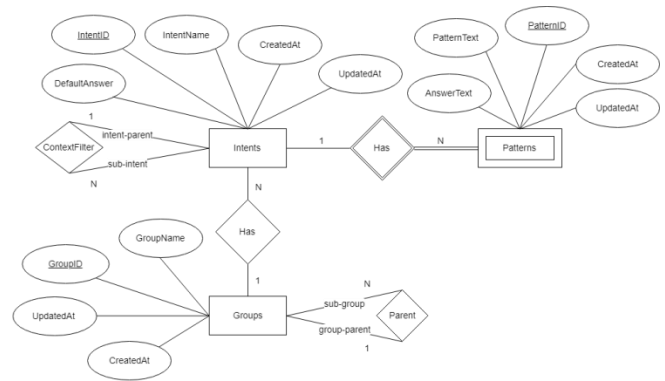 IntentID
IntentName
CreatedAt
UpdatedAt
DefaultAnswer
PatternText
PatternID
CreatedAt
AnswerText
UpdatedAt
1
intent-parent
ContextFilter
sub-intent
N
Intents
1
Has
N
Patterns
N
Has
1
GroupName
GroupID
UpdatedAt
CreatedAt
Groups
N
sub-group
Parent
group-parent
1